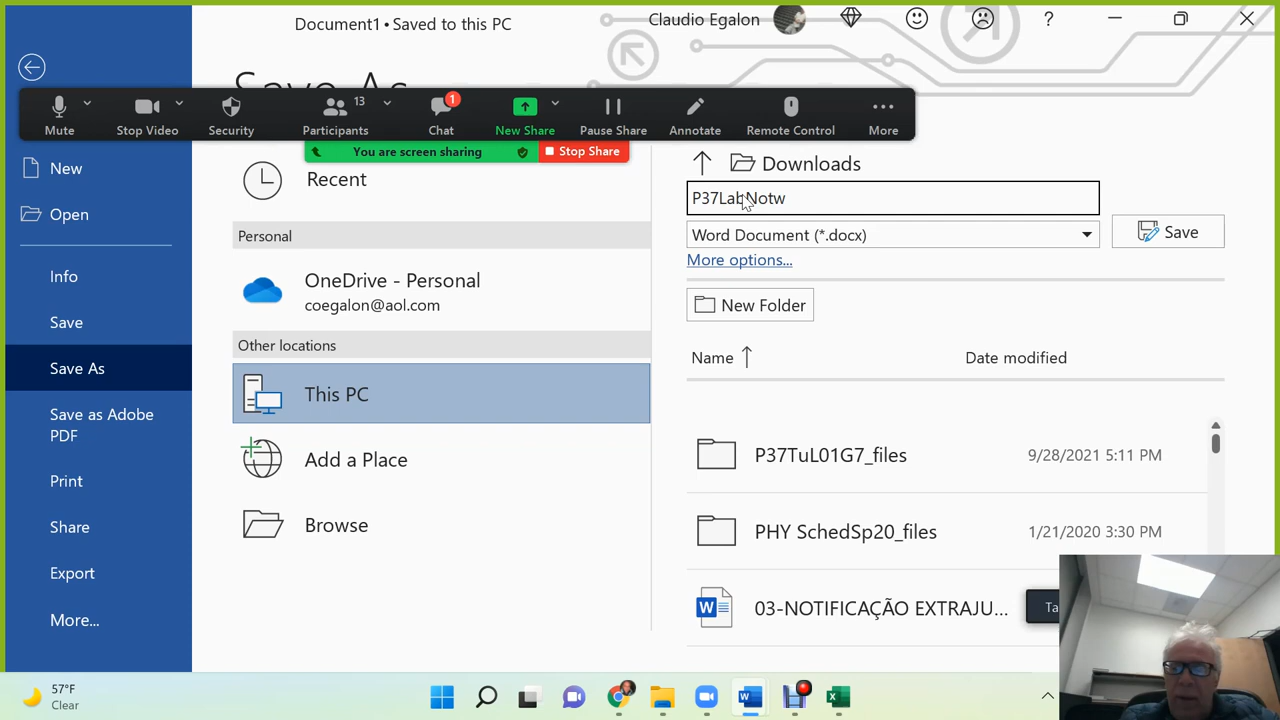 Document1 • Saved to this PC
Claudio Egalon
?
Save As
Mute
Stop Video
Security
Participants
13
Chat
1
New Share
Pause Share
Annotate
Remote Control
More
You are screen sharing
Stop Share
New
Open
Info
Save
Save As
Save as Adobe
PDF
Print
Share
Export
More...
Recent
Personal
OneDrive - Personal
coegalon@aol.com
Other locations
This PC
Add a Place
Browse
Downloads
P37LabNotw
Word Document (*.docx)
Save
More options...
New Folder
Name
Date modified
P37TuL01G7_files
9/28/2021 5:11 PM
PHY SchedSp20_files
1/21/2020 3:30 PM
03-NOTIFICAÇÃO EXTRAJU...
Ta
57°F
Clear